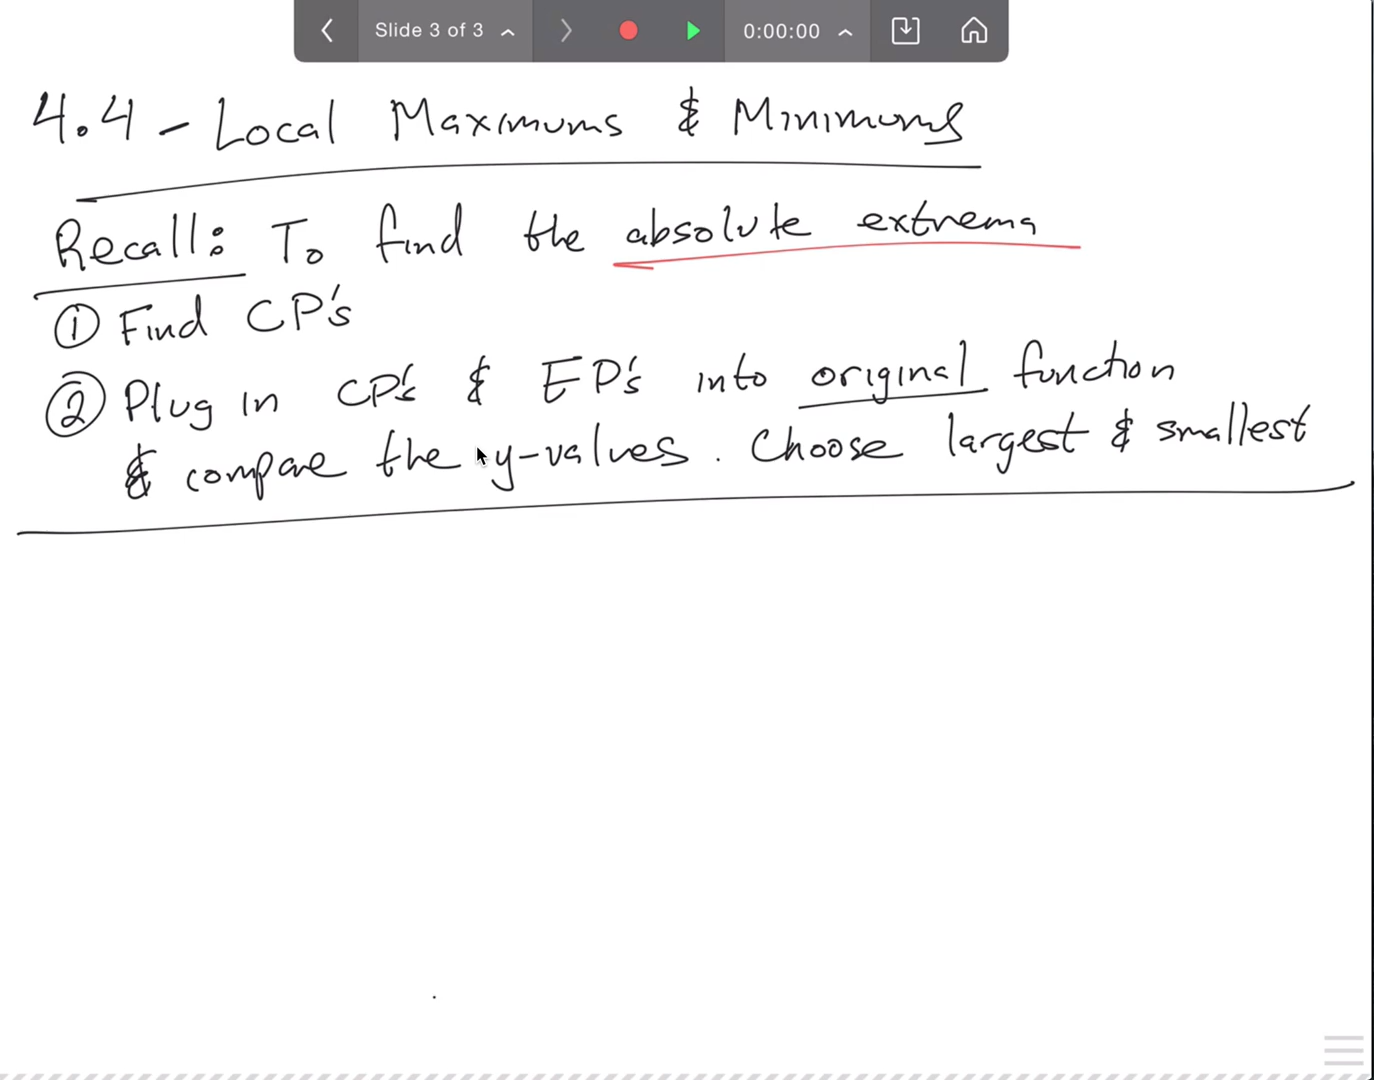 Slide 3 of 3
0:00:00
4.4 - Local Maximums & Minimums
Recall: To find the absolute extrema
① Find CP's
② Plug in CP's & EP's into original function
& compare the y-values. Choose largest & smallest